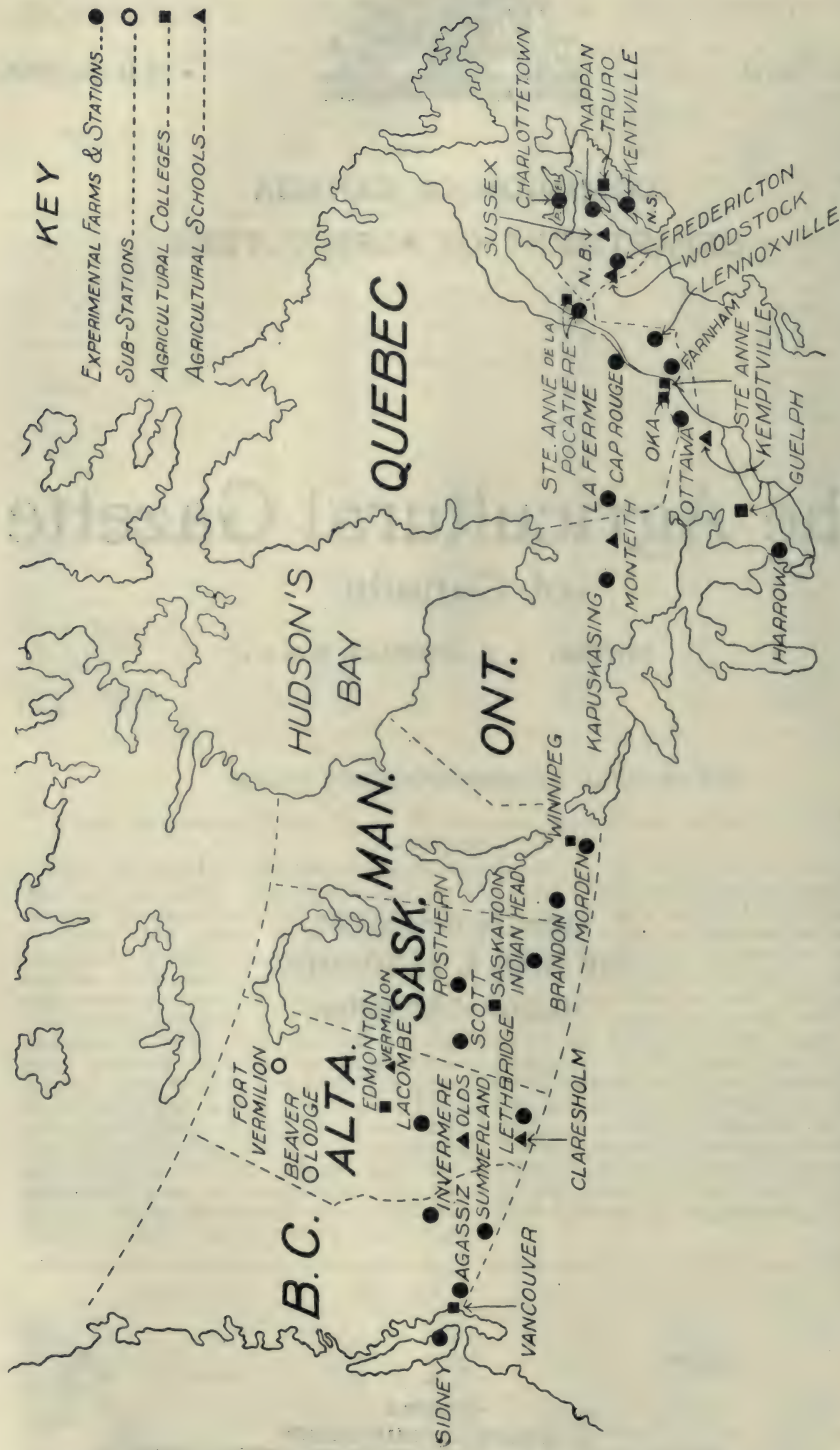 KEY
EXPERIMENTAL FARMS & STATIONS
SUB-STATIONS
AGRICULTURAL COLLEGES
AGRICULTURAL SCHOOLS
HUDSON'S
BAY
QUEBEC
ONT.
MAN.
SASK.
ALTA.
B.C.
FORT
VERMILION
BEAVER
LODGE
EDMONTON
VERMILION
LACOMBE
INVERMERE
AGASSIZ
OLDS
SUMMERLAND
LETHBRIDGE
CLARESHOLM
VANCOUVER
SIDNEY
ROSTHERN
SCOTT
SASKATOON
INDIAN HEAD
BRANDON
MORDEN
WINNIPEG
KAPUSKASING
MONTEITH
LA FERME
CAP ROUGE
STE. ANNE DE LA
POCATIERE
OKA
OTTAWA
FARNHAM
STE ANNE
KEMPTVILLE
GUELPH
HARROW
SUSSEX
N.B.
CHARLOTTETOWN
NAPPAN
TRURO
KENTVILLE
N.S.
FREDERICTON
WOODSTOCK
LENNOXVILLE